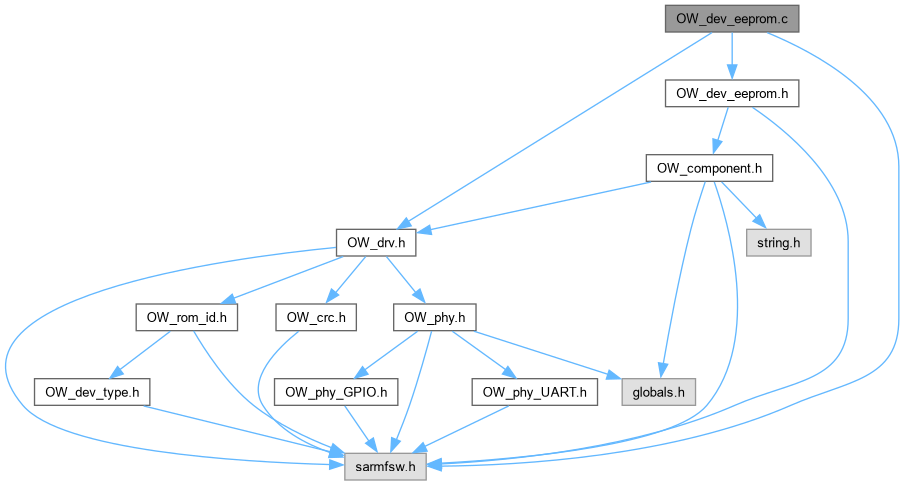 OW_dev_eeprom.c
OW_dev_eeprom.h
OW_component.h
OW_drv.h
string.h
OW_rom_id.h
OW_crc.h
OW_phy.h
OW_dev_type.h
OW_phy_GPIO.h
OW_phy_UART.h
globals.h
sarmfsw.h